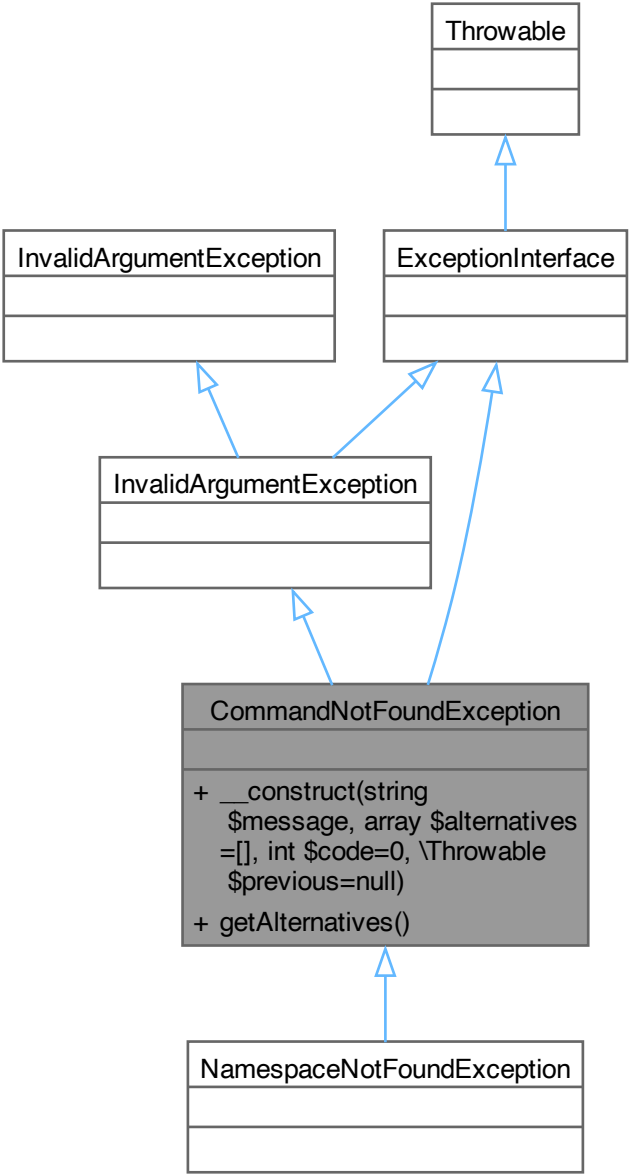 Throwable
InvalidArgumentException
ExceptionInterface
InvalidArgumentException
CommandNotFoundException
+ __construct(string
$message, array $alternatives
=[], int $code=0, \Throwable
$previous=null)
+ getAlternatives()
NamespaceNotFoundException